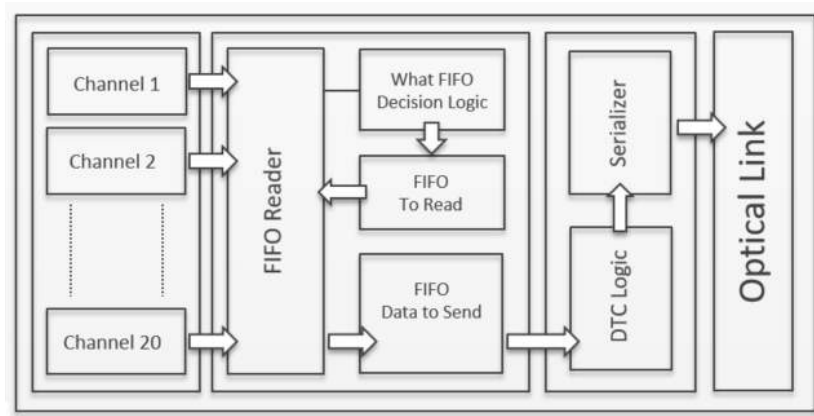 Channel 1
Channel 2
Channel 20
FIFO Reader
What FIFO
Decision Logic
FIFO
To Read
FIFO
Data to Send
Serializer
DTC Logic
Optical Link